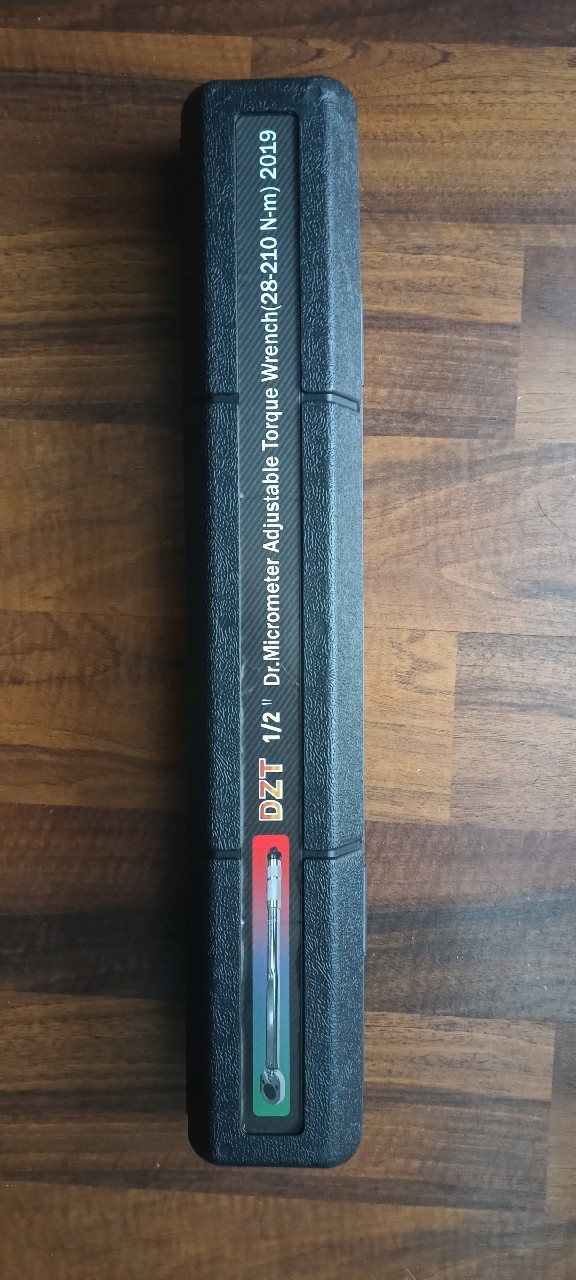 DZT 1/2 " Dr.Micrometer Adjustable Torque Wrench(28-210 N-m) 2019